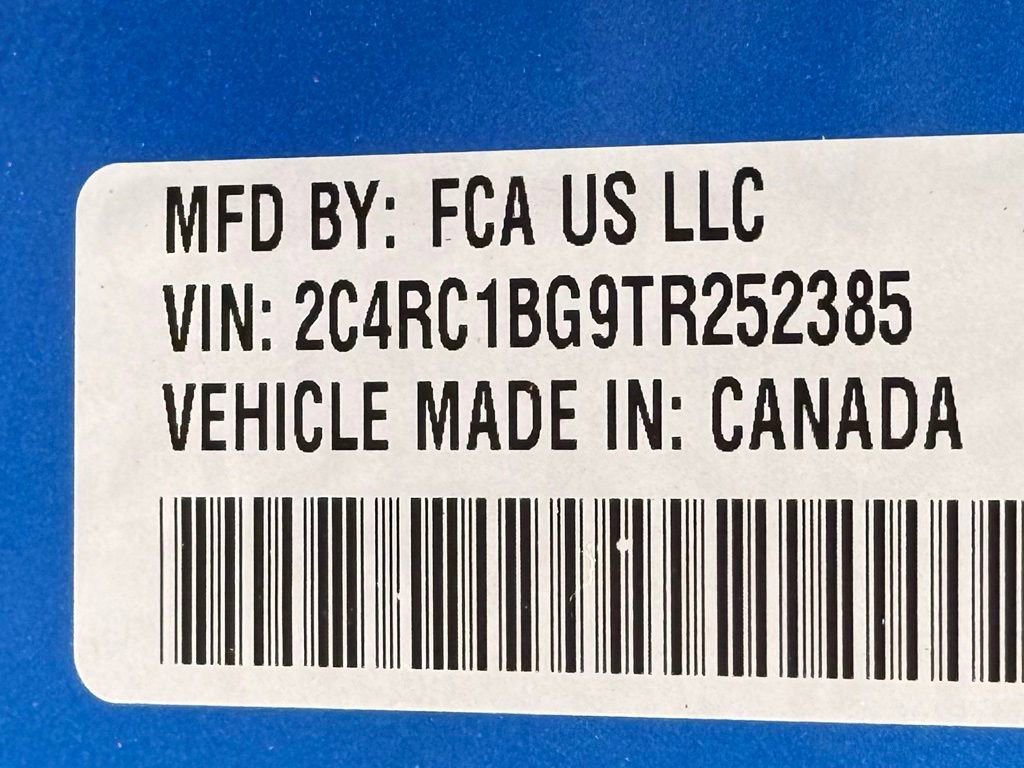 MFD BY: FCA US LLC
VIN: 2C4RC1BG9TR252385
VEHICLE MADE IN: CANADA